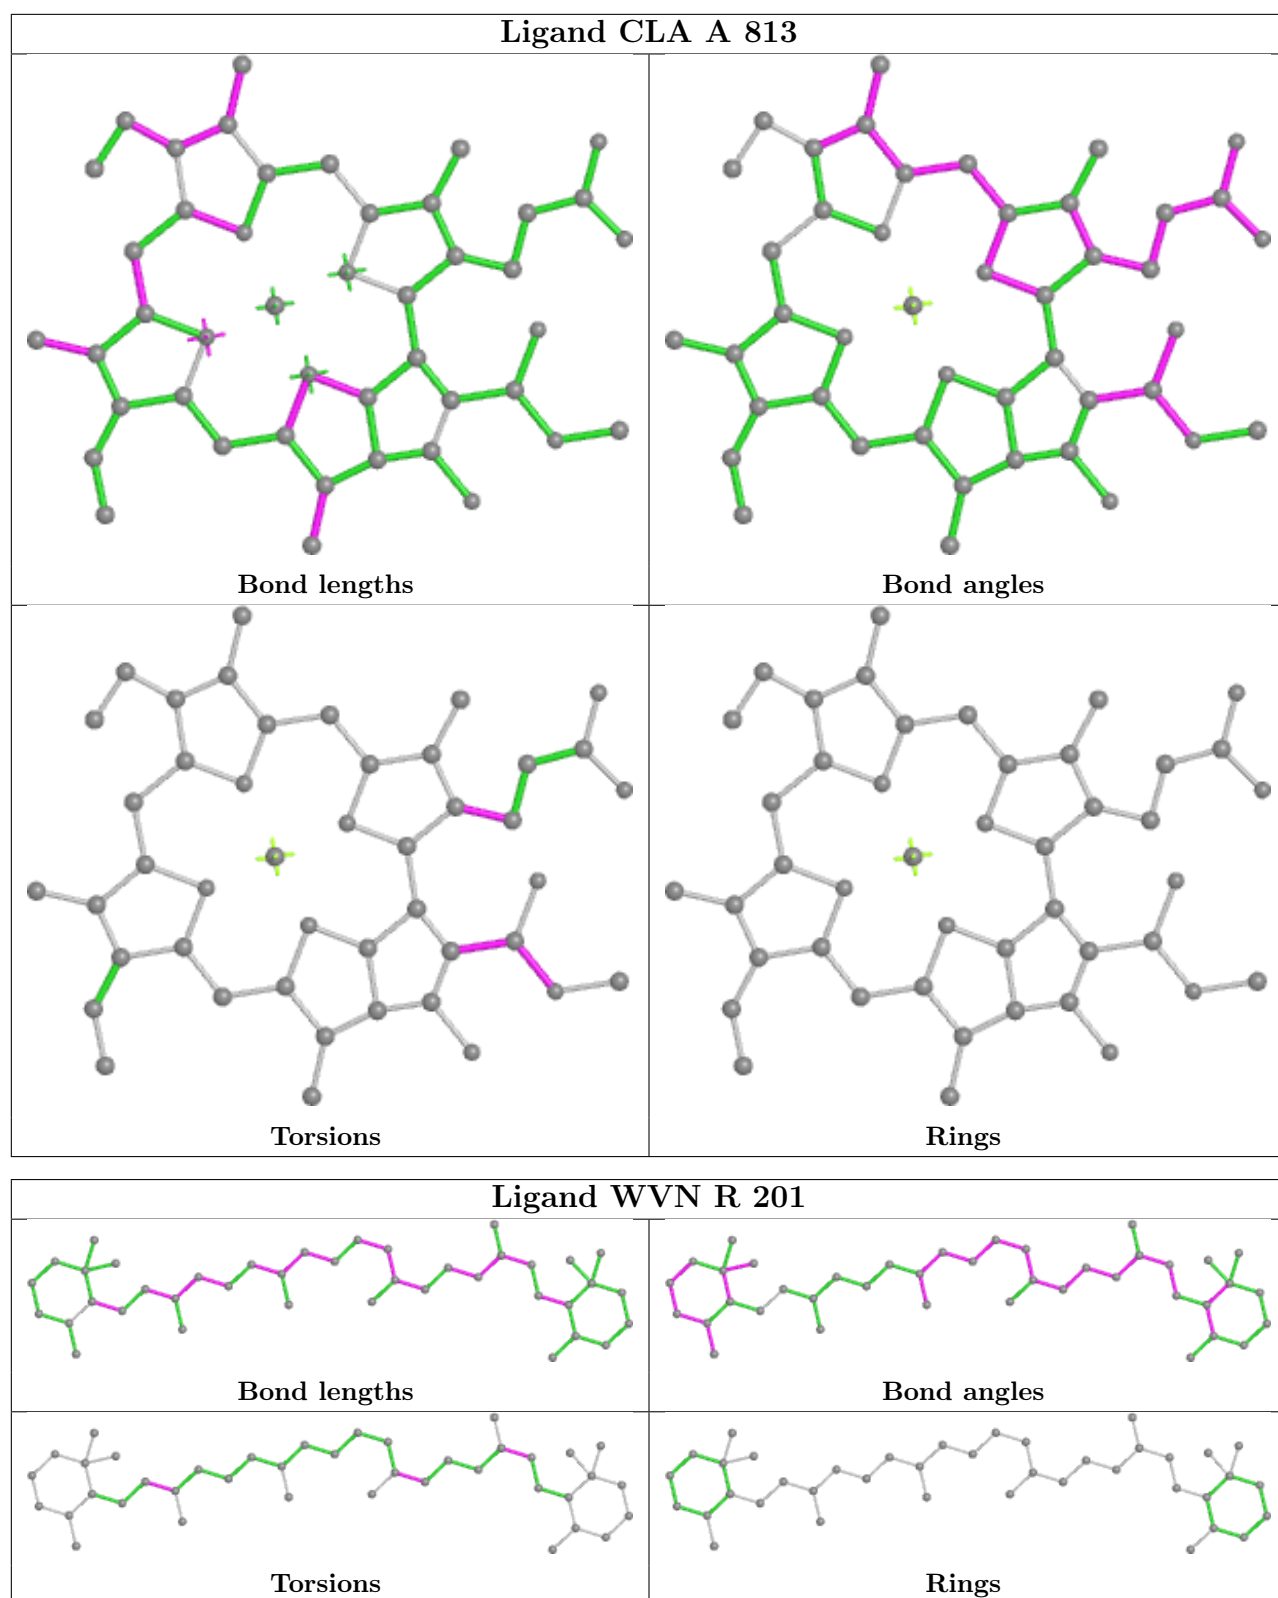 Ligand CLA A 813
Bond lengths
Bond angles
Torsions
Rings
Ligand WVN R 201
Bond lengths
Bond angles
Torsions
Rings